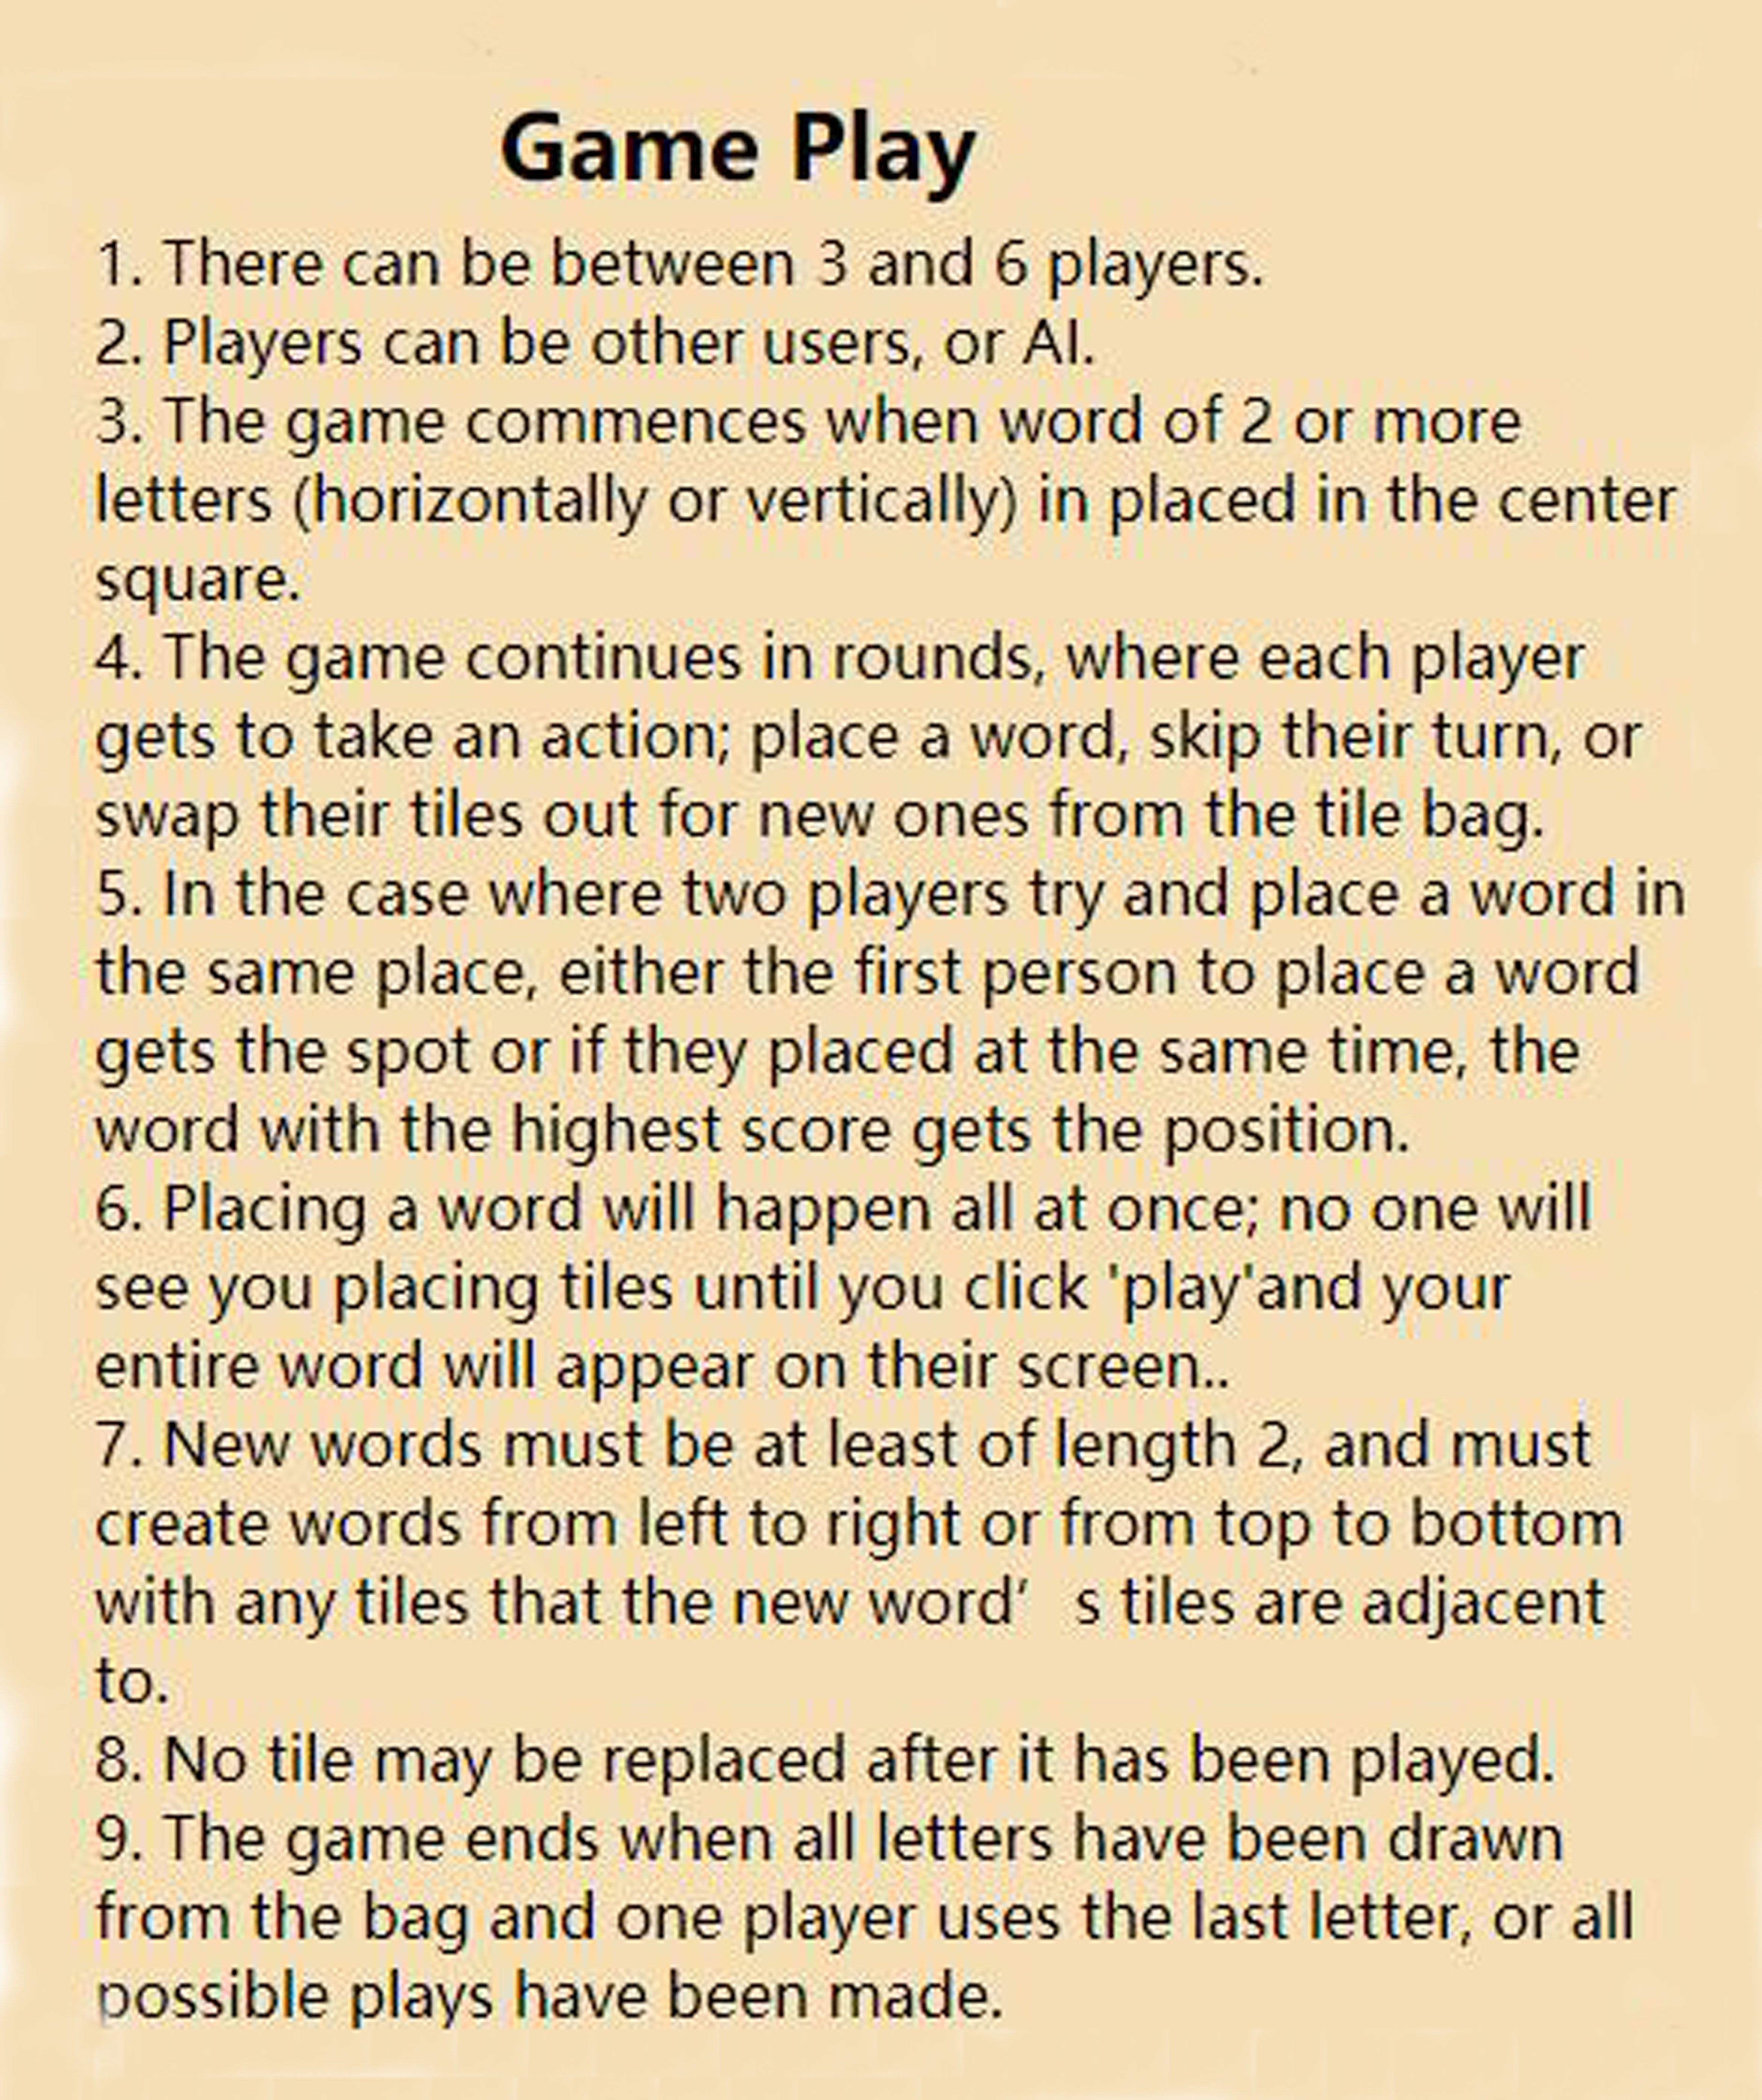 Game Play
1. There can be between 3 and 6 players.
2. Players can be other users, or AI.
3. The game commences when word of 2 or more
letters (horizontally or vertically) in placed in the center
square.
4. The game continues in rounds, where each player
gets to take an action; place a word, skip their turn, or
swap their tiles out for new ones from the tile bag.
5. In the case where two players try and place a word in
the same place, either the first person to place a word
gets the spot or if they placed at the same time, the
word with the highest score gets the position.
6. Placing a word will happen all at once; no one will
see you placing tiles until you click 'play'and your
entire word will appear on their screen..
7. New words must be at least of length 2, and must
create words from left to right or from top to bottom
with any tiles that the new word’ s tiles are adjacent
to.
8. No tile may be replaced after it has been played.
9. The game ends when all letters have been drawn
from the bag and one player uses the last letter, or all
possible plays have been made.